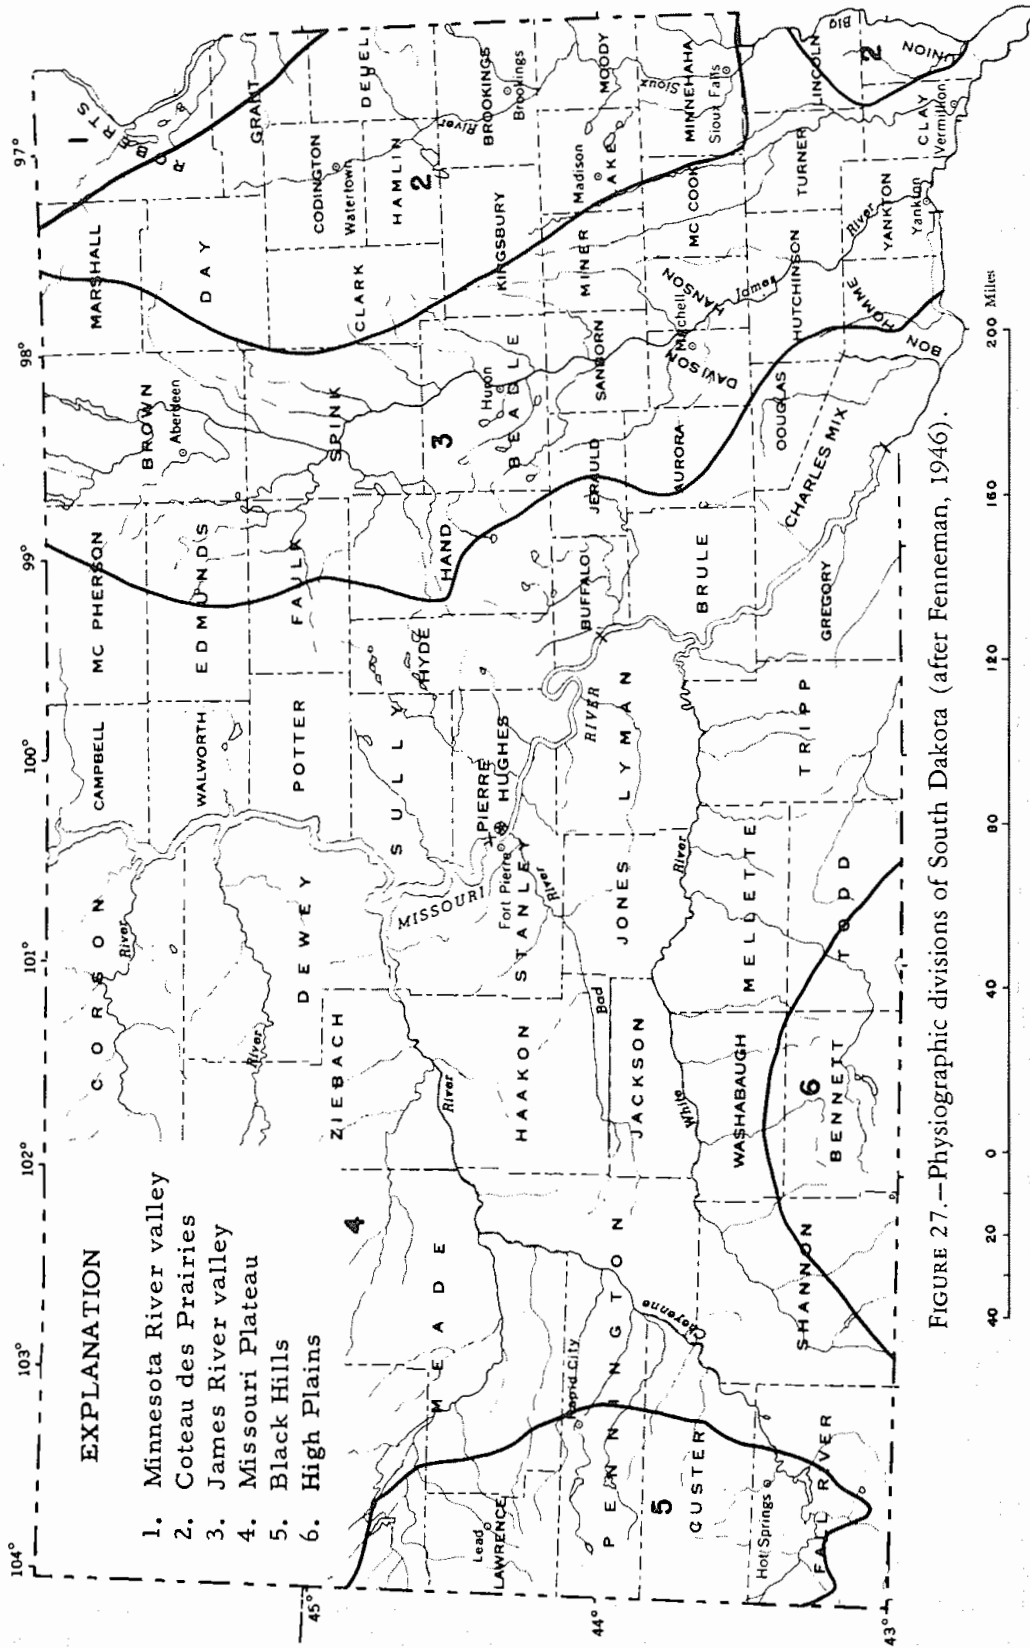 104°
103°
102°
101°
100°
99°
98°
97°
45°
44°
43°
EXPLANATION
1. Minnesota River valley
2. Coteau des Prairies
3. James River valley
4. Missouri Plateau
5. Black Hills
6. High Plains
CORSON
River
CAMPBELL
MC PHERSON
BROWN
Aberdeen
MARSHALL
ROBERTS
1
WALWORTH
EDMUNDS
DAY
GRANT
River
DEWEY
POTTER
FAULK
SPINK
CLARK
CODINGTON
Watertown
HAMLIN
2
DEUEL
4
ZIEBACH
MEADE
River
SULLY
MISSOURI
HYDE
HAND
3
BEADLE
Huron
KINGSBURY
BROOKINGS
Brookings
River
Lead
LAWRENCE
HAAKON
STANLEY
Fort Pierre
PIERRE
HUGHES
River
Bad
RIVER
BUFFALO
JERAULD
SANBORN
MINER
Madison
LAKE
MOODY
Rapid City
PENNINGTON
Cheyenne
JACKSON
JONES
LYMAN
BRULE
AURORA
DAVISON
Mitchell
HANSON
James
MC COOK
MINNEHAHA
Sioux Falls
Sioux
5
CUSTER
White
River
WASHABAUGH
MELLETTE
TRIPP
DOUGLAS
HUTCHINSON
TURNER
LINCOLN
Hot Springs
FALL RIVER
SHANNON
6
BENNETT
TODD
GREGORY
CHARLES MIX
BON HOMME
River
YANKTON
Yankton
CLAY
Vermillion
2
UNION
Big
FIGURE 27.—Physiographic divisions of South Dakota (after Fenneman, 1946).
40 20 0 40 80 120 160 200 Miles